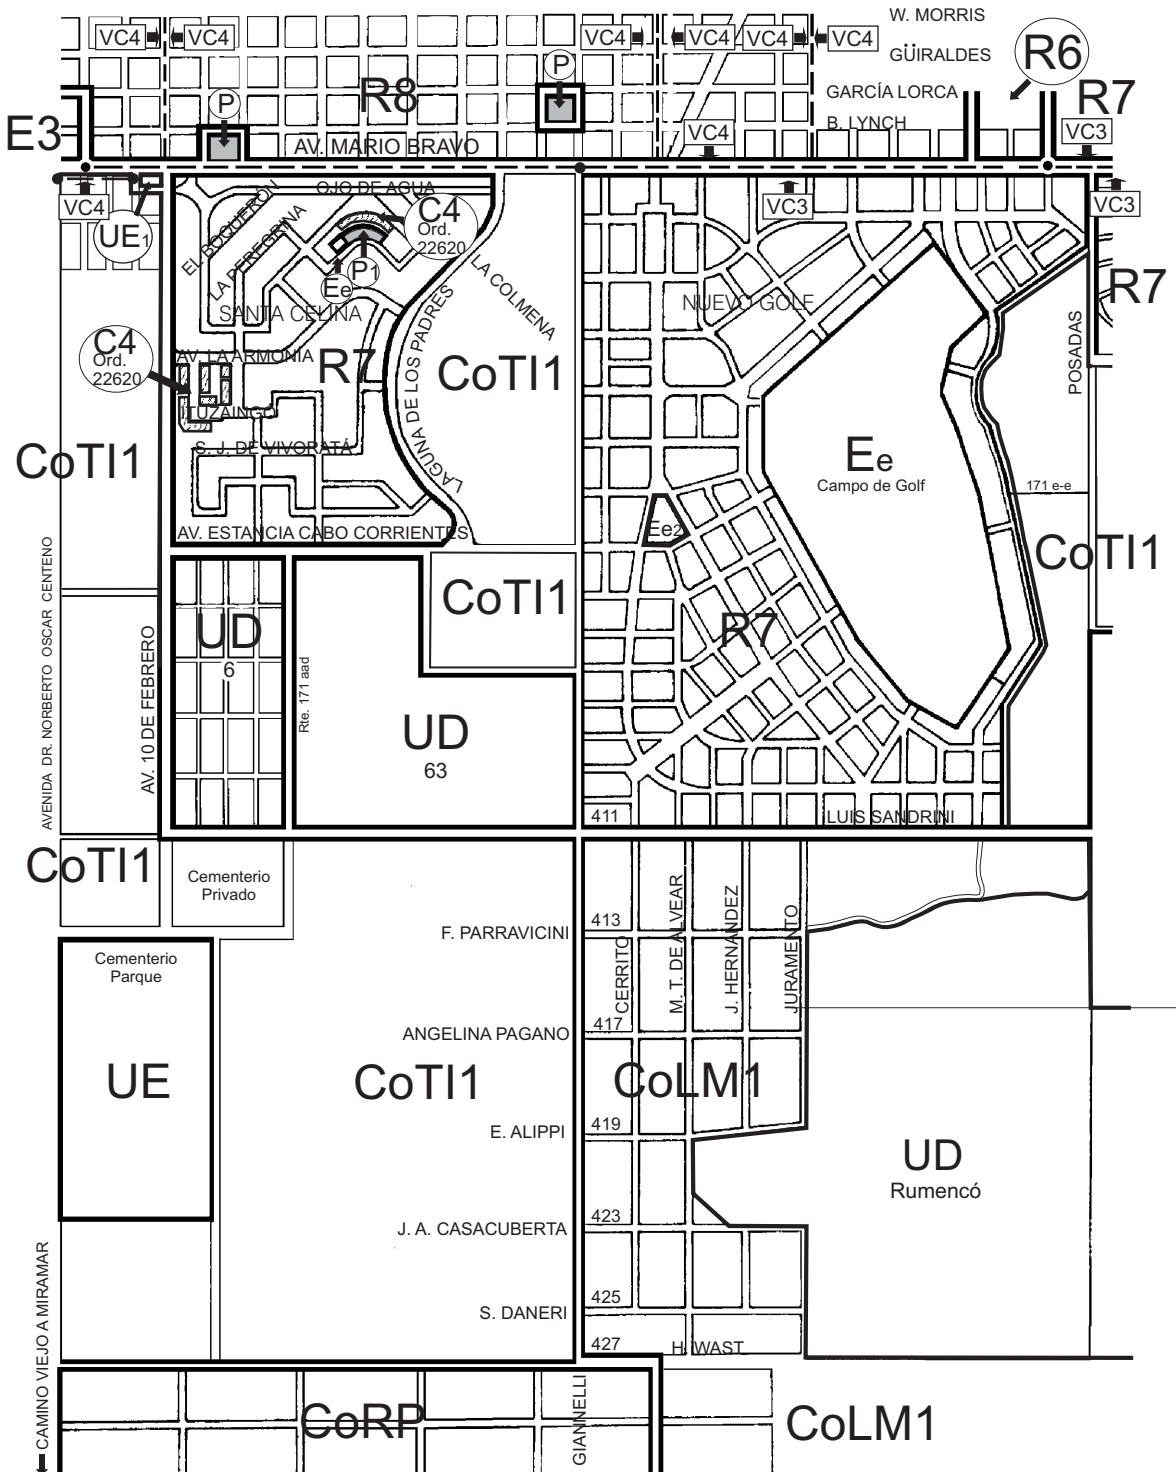 W. MORRIS
VC4
VC4
VC4
VC4
VC4
VC4
GÜIRALDES
R6
P
P
R8
GARCÍA LORCA
R7
E3
B. LYNCH
VC4
VC3
AV. MARIO BRAVO
VC4
UE1
OJO DE AGUA
EL BOQUERÓN
LA PEREGRINA
C4
Ord.
22620
VC3
VC3
P1
Ee
LA COLMENA
SANTA CELINA
NUEVO GOLF
R7
C4
Ord.
22620
AV. LA ARMONIA
R7
LAGUNA DE LOS PADRES
CoTI1
POSADAS
ITUZAINGO
S. J. DE VIVORATÁ
CoTI1
Ee
Campo de Golf
171 e-e
AV. ESTANCIA CABO CORRIENTES
Ee2
CoTI1
CoTI1
AVENIDA DR. NORBERTO OSCAR CENTENO
AV. 10 DE FEBRERO
UD
6
Rte. 171 aad
R7
UD
63
411
LUIS SANDRINI
CoTI1
Cementerio
Privado
F. PARRAVICINI
413
CERRITO
M. T. DE ALVEAR
J. HERNANDEZ
JURAMENTO
Cementerio
Parque
ANGELINA PAGANO
417
UE
CoTI1
CoLM1
E. ALIPPI
419
UD
Rumencó
J. A. CASACUBERTA
423
S. DANERI
425
427
H. WAST
CAMINO VIEJO A MIRAMAR
CoRP
GIANNELLI
CoLM1